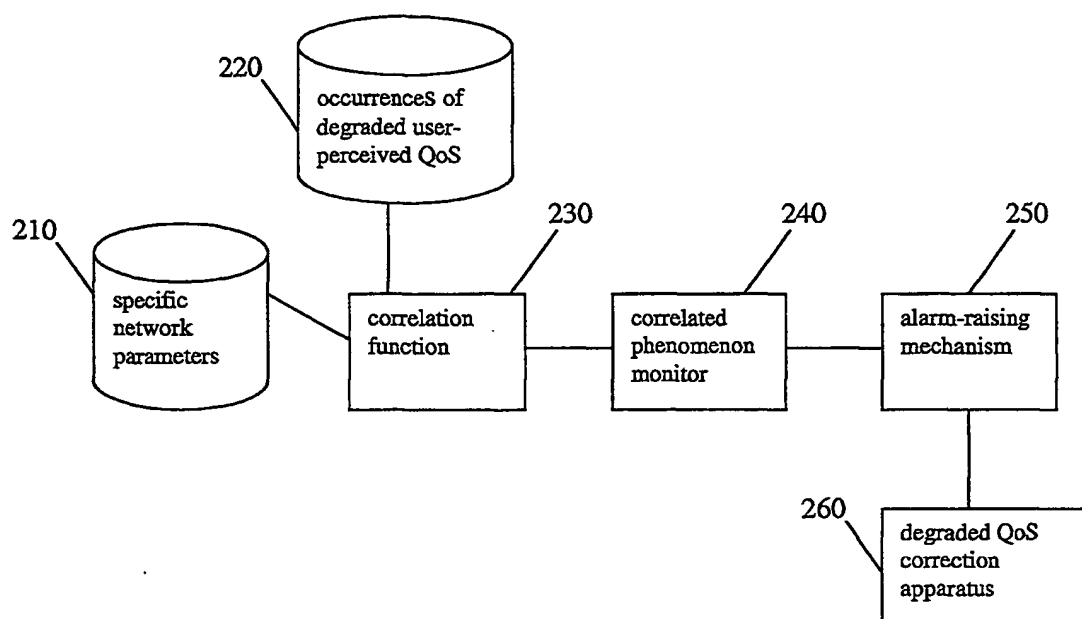 220
occurrences of
degraded user-
perceived QoS
210
specific
network
parameters
230
correlation
function
240
correlated
phenomenon
monitor
250
alarm-raising
mechanism
260
degraded QoS
correction
apparatus